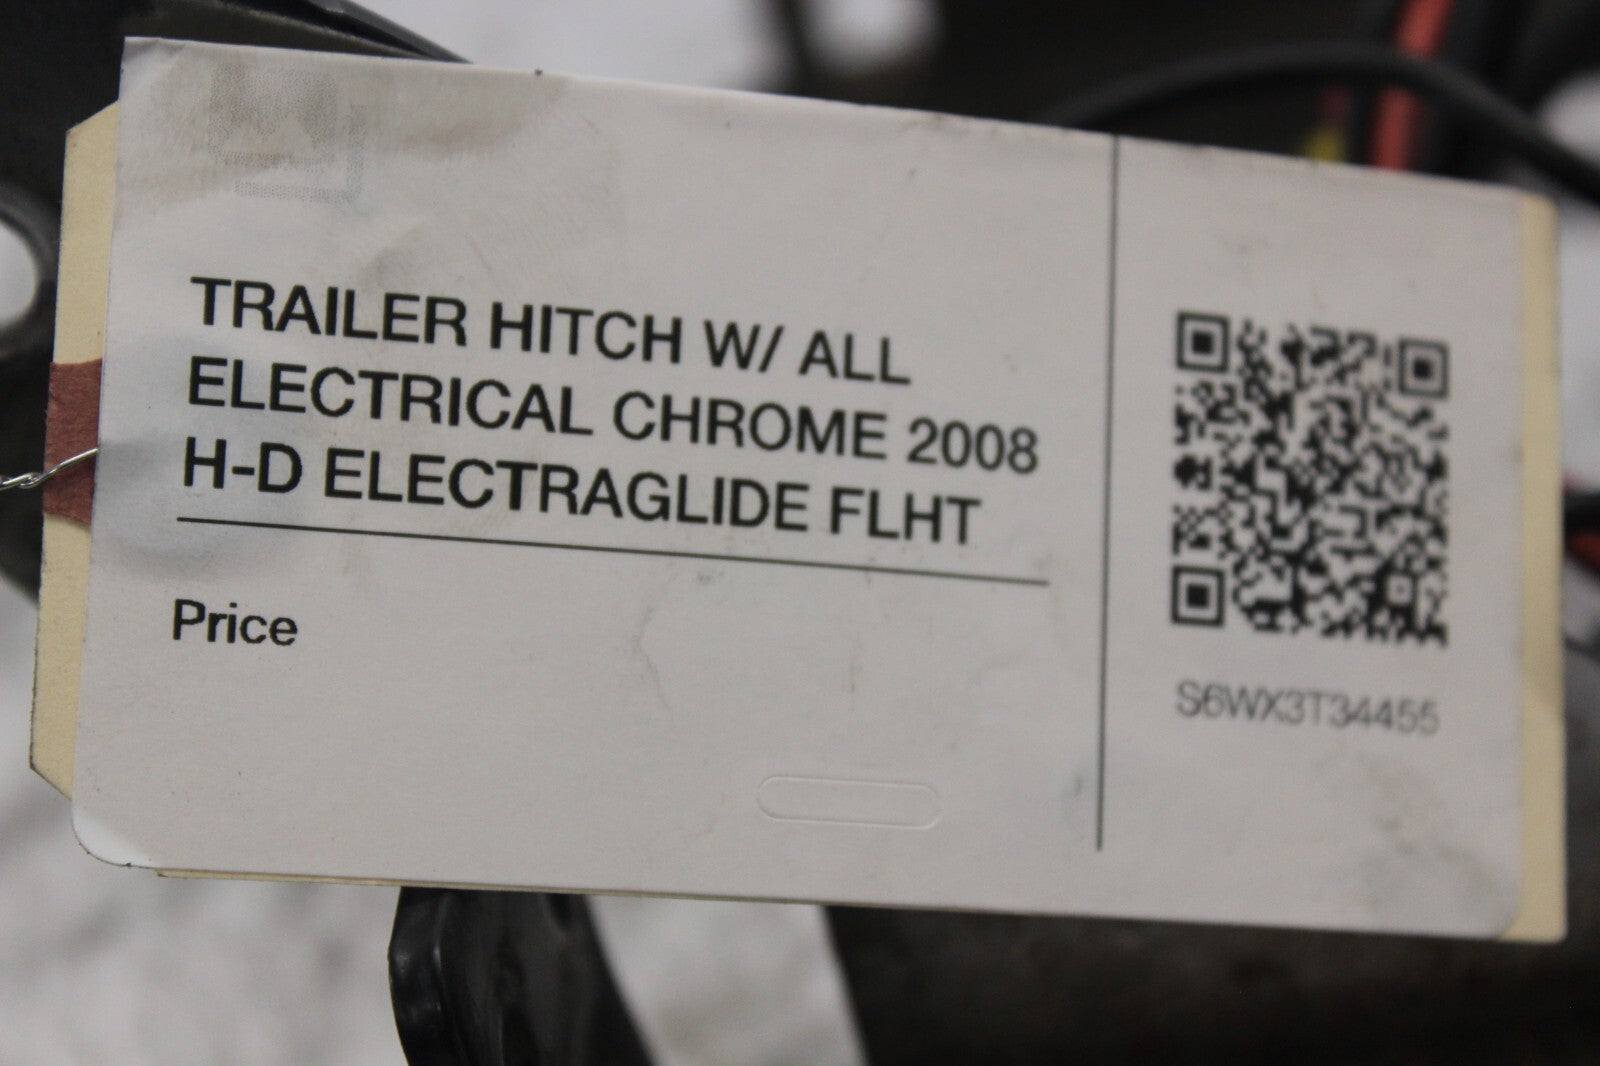 TRAILER HITCH W/ ALL
ELECTRICAL CHROME 2008
H-D ELECTRAGLIDE FLHT
Price
S6WX3T34455